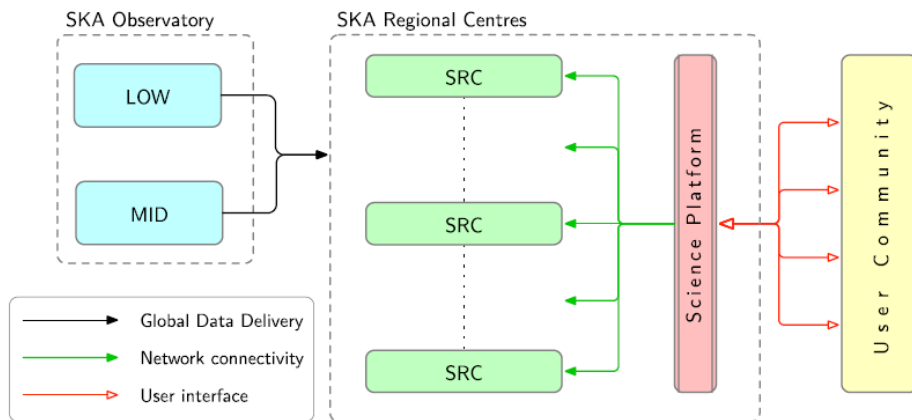 SKA Observatory
LOW
MID
SKA Regional Centres
SRC
SRC
SRC
Science Platform
User Community
Global Data Delivery
Network connectivity
User interface